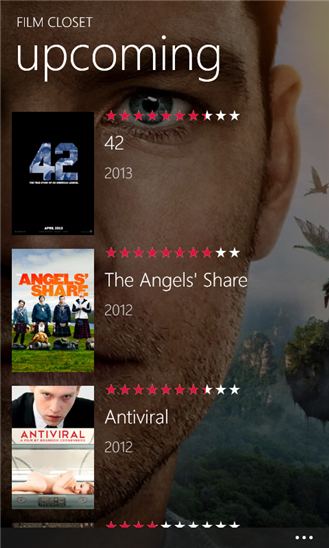 FILM CLOSET
upcoming
42
42
THE TRUE STORY OF AN AMERICAN LEGEND
APRIL 2013
2013
ANGELS'
SHARE
The Angels' Share
2012
ANTIVIRAL
A FILM BY BRANDON CRONENBERG
Antiviral
2012